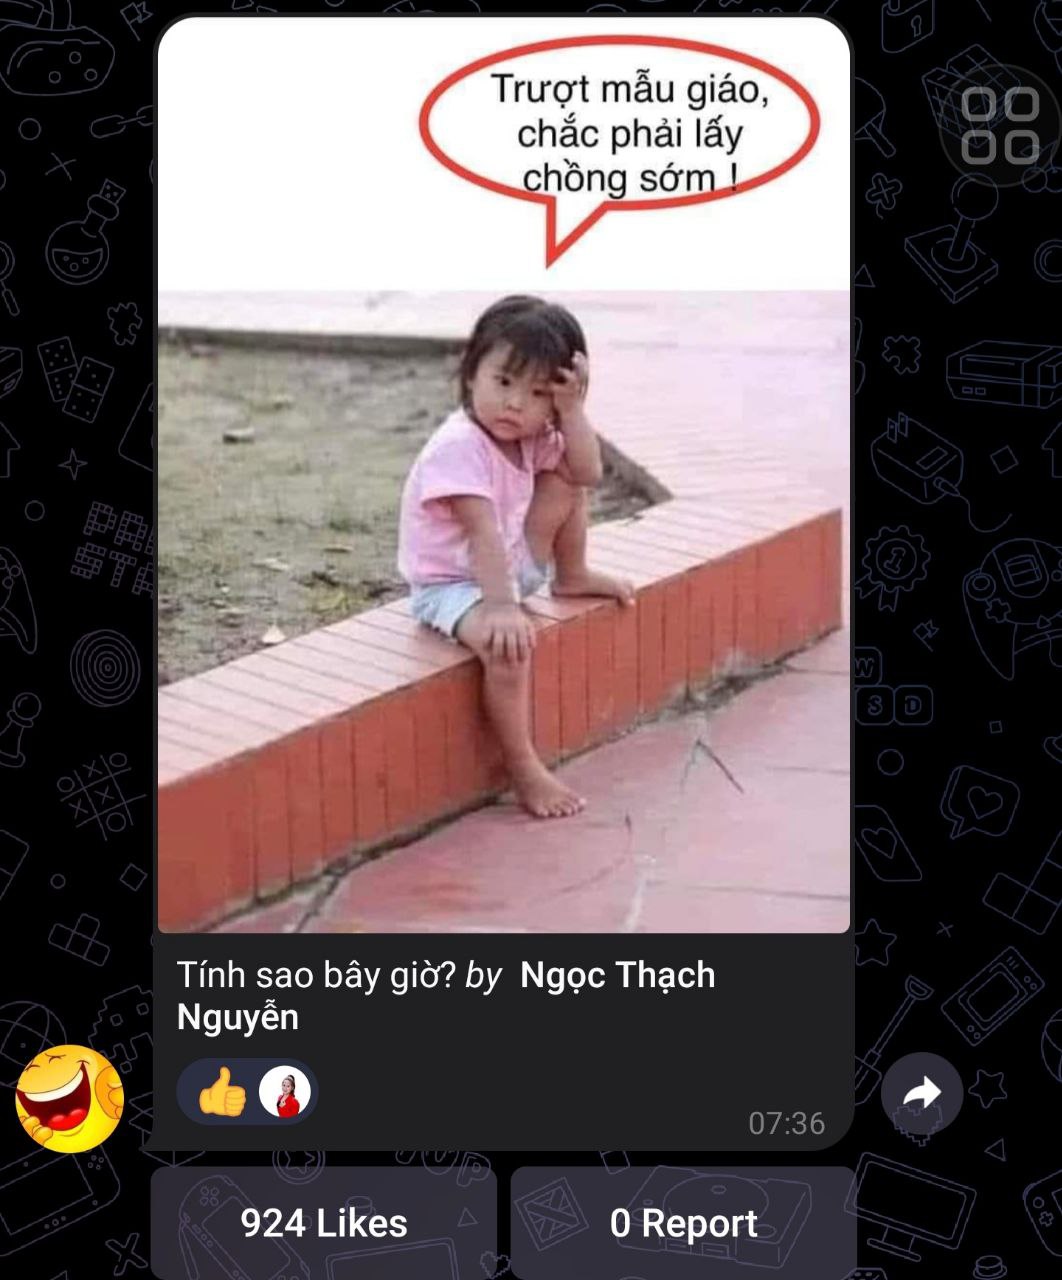 Trượt mẫu giáo,
chắc phải lấy
chồng sớm !
Tính sao bây giờ? by Ngọc Thạch
Nguyễn
07:36
924 Likes
0 Report
W
S D